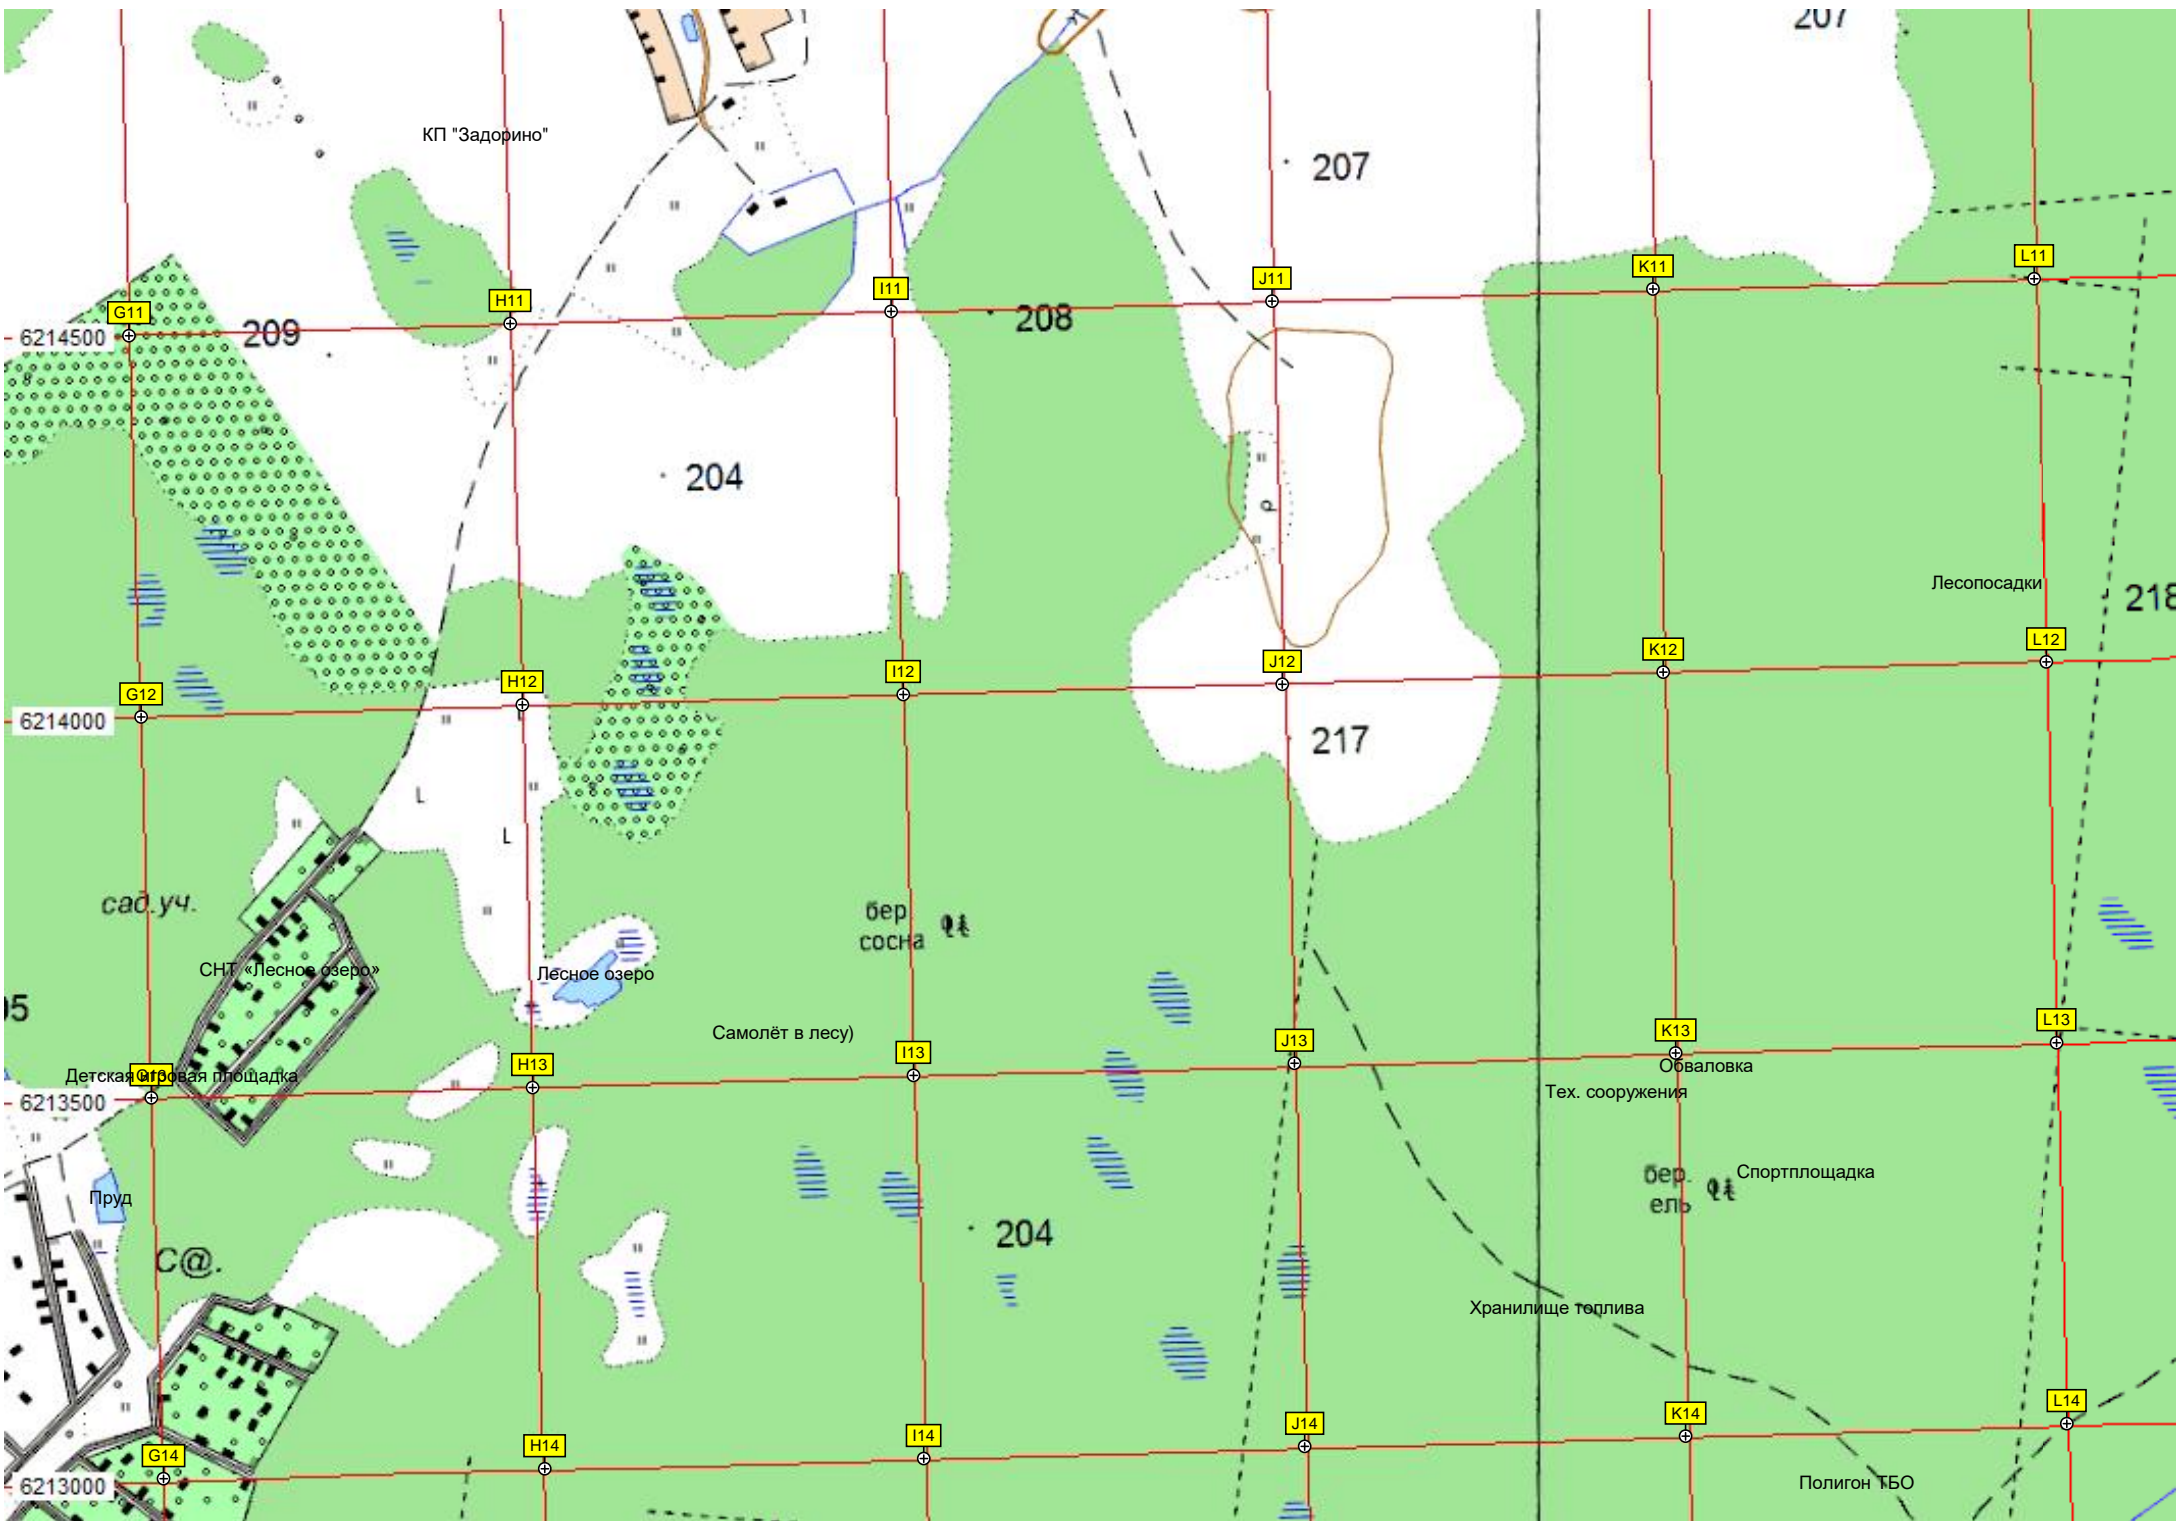 207
КП "Задорино"
207
G11
H11
I11
J11
K11
L11
6214500
209
208
204
Лесопосадки
218
G12
H12
I12
J12
K12
L12
6214000
217
L
L
сад.уч.
бер.
сосна
СНТ «Лесное озеро»
Лесное озеро
Самолёт в лесу)
H13
I13
J13
K13
L13
Детская игровая площадка
G13
Обваловка
Тех. сооружения
6213500
бер.
ель
Спортплощадка
Пруд
204
С@.
Хранилище топлива
G14
H14
I14
J14
K14
L14
6213000
Полигон ТБО